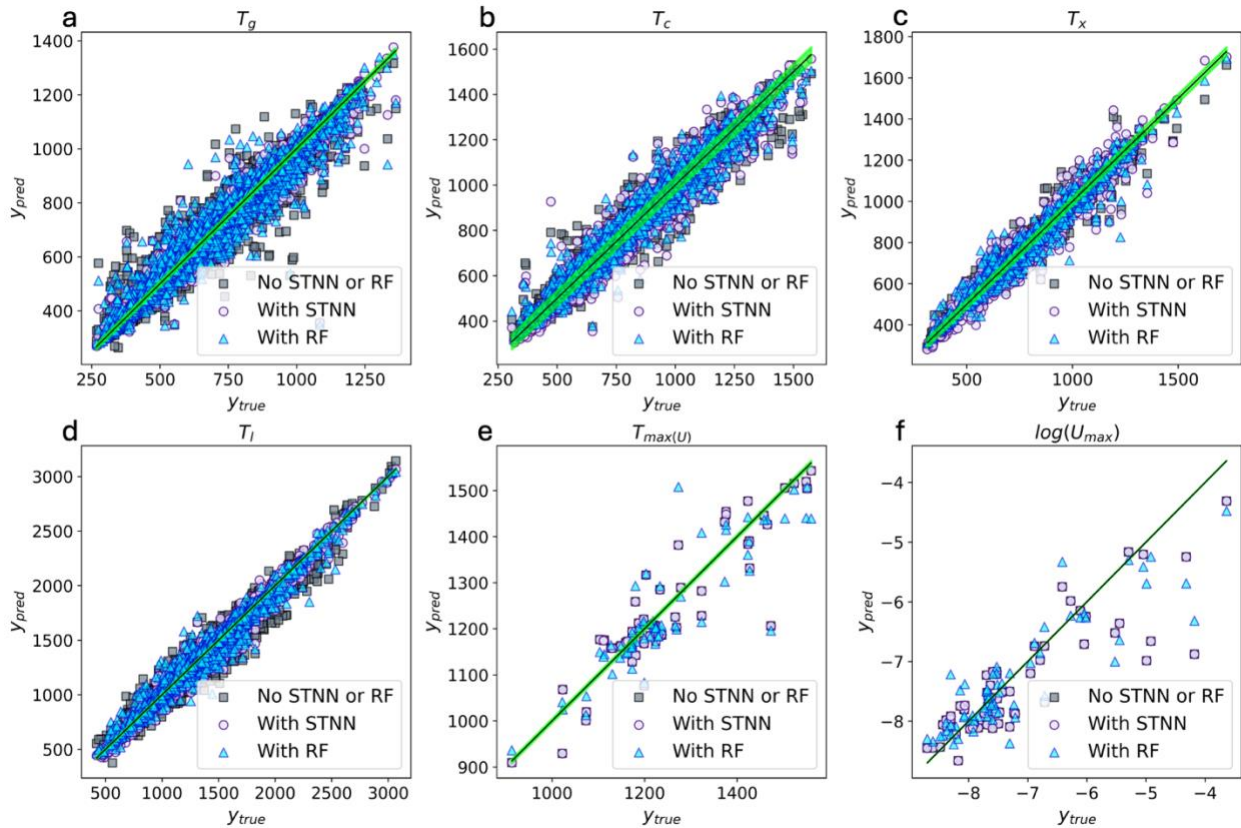 a
T_g
1400
1200
1000
800
600
400
y_pred
250 500 750 1000 1250
y_true
No STNN or RF
With STNN
With RF
b
T_c
1600
1400
1200
1000
800
600
400
y_pred
250 500 750 1000 1250 1500
y_true
No STNN or RF
With STNN
With RF
c
T_x
1800
1600
1400
1200
1000
800
600
400
y_pred
500 1000 1500
y_true
No STNN or RF
With STNN
With RF
d
T_l
3000
2500
2000
1500
1000
500
y_pred
500 1000 1500 2000 2500 3000
y_true
No STNN or RF
With STNN
With RF
e
T_max(U)
1500
1400
1300
1200
1100
1000
900
y_pred
1000 1200 1400
y_true
No STNN or RF
With STNN
With RF
f
log(U_max)
−4
−5
−6
−7
−8
y_pred
−8 −7 −6 −5 −4
y_true
No STNN or RF
With STNN
With RF